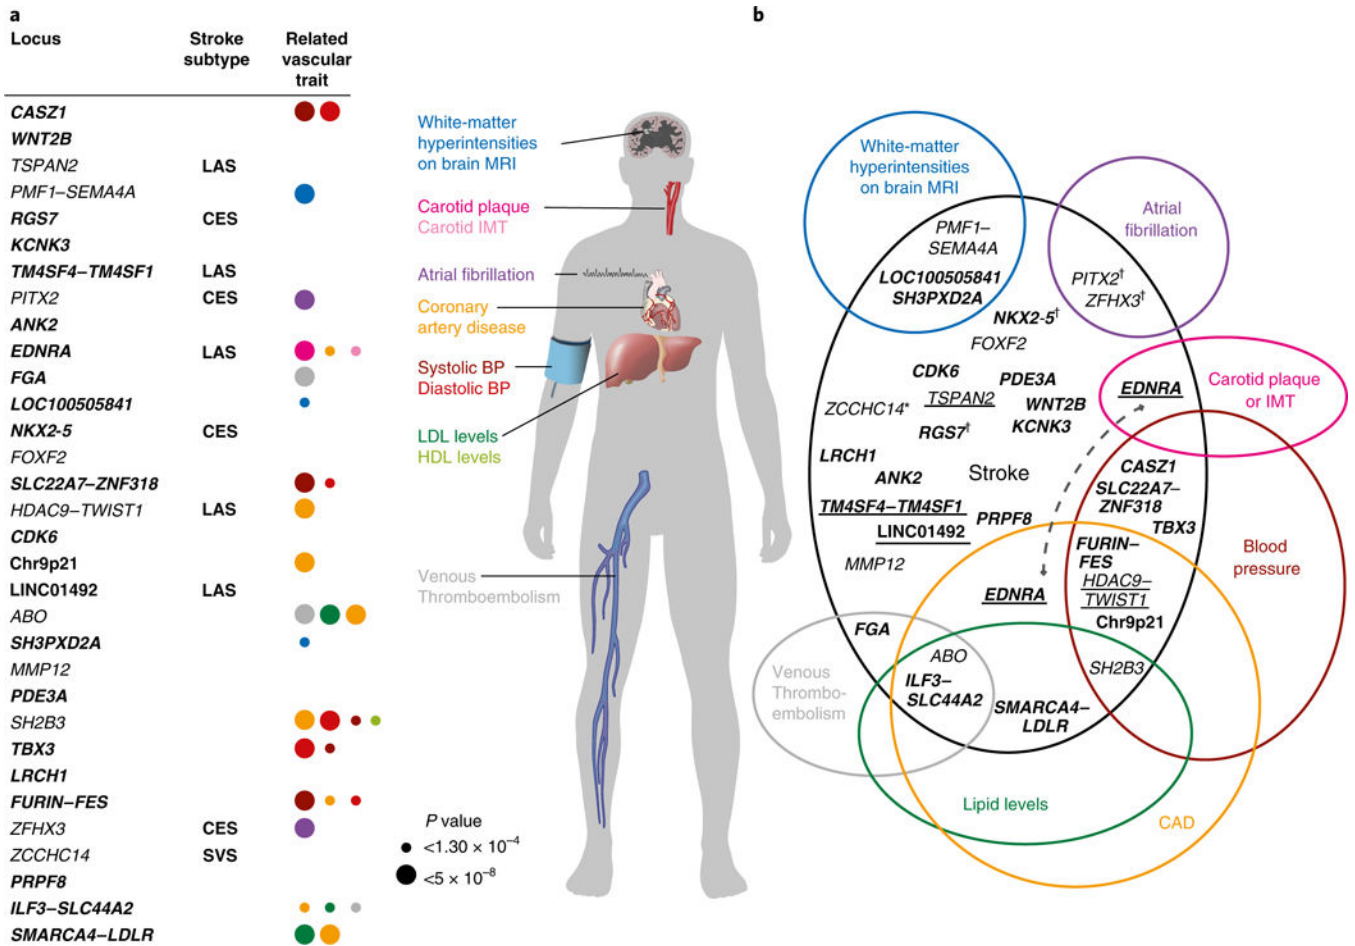 a
Locus
Stroke
subtype
Related
vascular
trait
CASZ1
WNT2B
TSPAN2 LAS
PMF1–SEMA4A
RGS7 CES
KCNK3
TM4SF4–TM4SF1 LAS
PITX2 CES
ANK2
EDNRA LAS
FGA
LOC100505841
NKX2-5 CES
FOXF2
SLC22A7–ZNF318
HDAC9–TWIST1 LAS
CDK6
Chr9p21
LINC01492 LAS
ABO
SH3PXD2A
MMP12
PDE3A
SH2B3
TBX3
LRCH1
FURIN–FES
ZFHX3 CES
ZCCHC14 SVS
PRPF8
ILF3–SLC44A2
SMARCA4–LDLR
White-matter
hyperintensities
on brain MRI
Carotid plaque
Carotid IMT
Atrial fibrillation
Coronary
artery disease
Systolic BP
Diastolic BP
LDL levels
HDL levels
Venous
Thromboembolism
P value
<1.30 × 10⁻⁴
<5 × 10⁻⁸
b
White-matter
hyperintensities
on brain MRI
Atrial
fibrillation
PMF1–
SEMA4A
LOC100505841
SH3PXD2A
PITX2†
ZFHX3†
NKX2-5†
FOXF2
CDK6
PDE3A
ZCCHC14*
TSPAN2
WNT2B
RGS7†
KCNK3
EDNRA
Carotid plaque
or IMT
LRCH1
ANK2
Stroke
CASZ1
SLC22A7–
ZNF318
TBX3
TM4SF4–TM4SF1
LINC01492
PRPF8
MMP12
FURIN–
FES
HDAC9–
TWIST1
Chr9p21
Blood
pressure
EDNRA
FGA
ABO
ILF3–
SLC44A2
SH2B3
Venous
Thrombo-
embolism
SMARCA4–
LDLR
Lipid levels
CAD